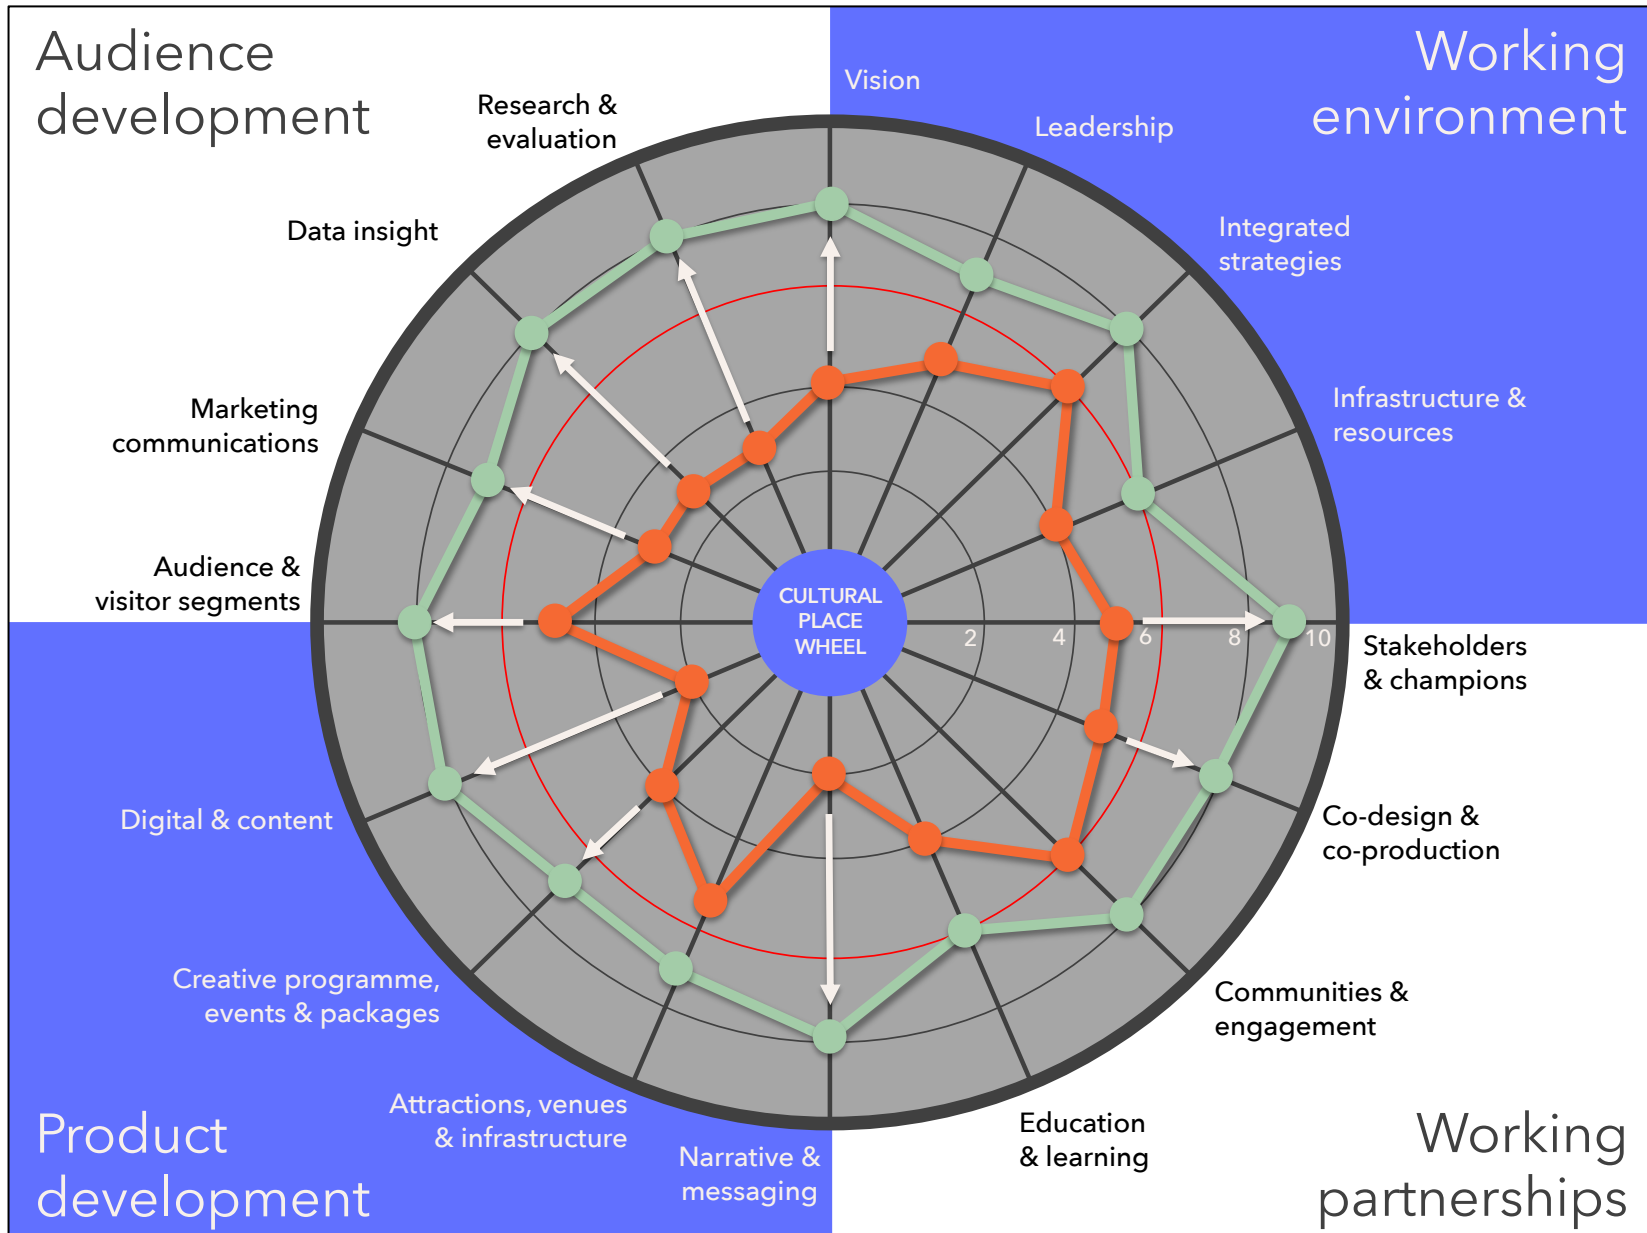 Audience
development
Working
environment
Vision
Leadership
Integrated
strategies
Infrastructure &
resources
Research &
evaluation
Data insight
Marketing
communications
Audience &
visitor segments
CULTURAL
PLACE
WHEEL
2
4
6
8
10
Stakeholders
& champions
Co-design &
co-production
Communities &
engagement
Education
& learning
Narrative &
messaging
Attractions, venues
& infrastructure
Creative programme,
events & packages
Digital & content
Product
development
Working
partnerships